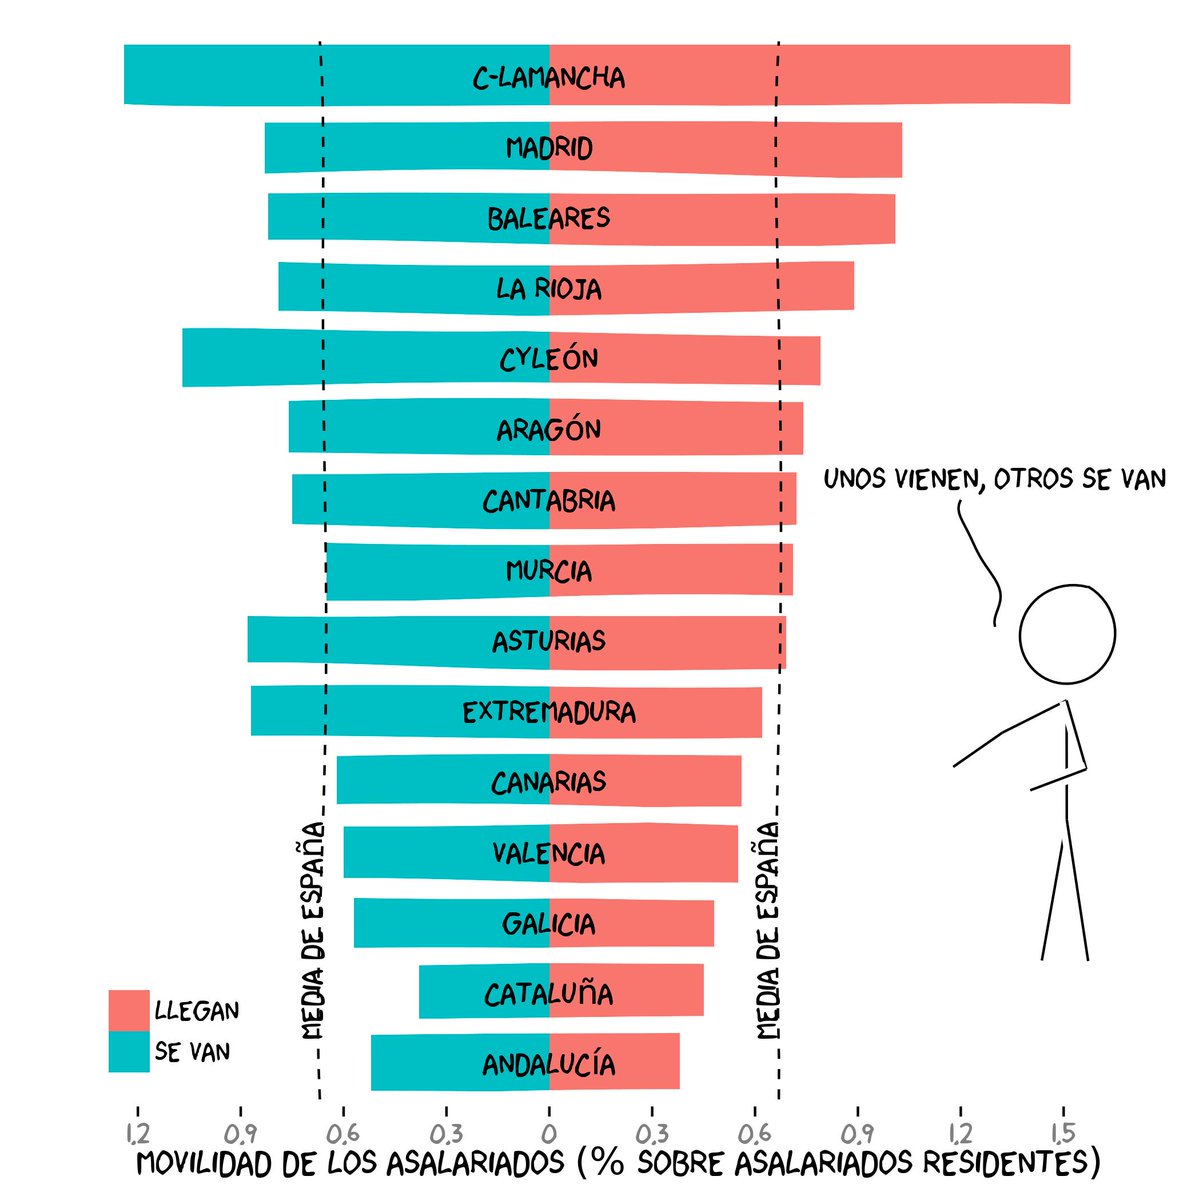 C-LAMANCHA
MADRID
BALEARES
LA RIOJA
CYLEÓN
ARAGÓN
CANTABRIA
UNOS VIENEN, OTROS SE VAN
MURCIA
ASTURIAS
EXTREMADURA
CANARIAS
VALENCIA
GALICIA
CATALUÑA
ANDALUCÍA
MEDIA DE ESPAÑA
MEDIA DE ESPAÑA
LLEGAN
SE VAN
1.2 0.9 0.6 0.3 0 0.3 0.6 0.9 1.2 1.5
MOVILIDAD DE LOS ASALARIADOS (% SOBRE ASALARIADOS RESIDENTES)